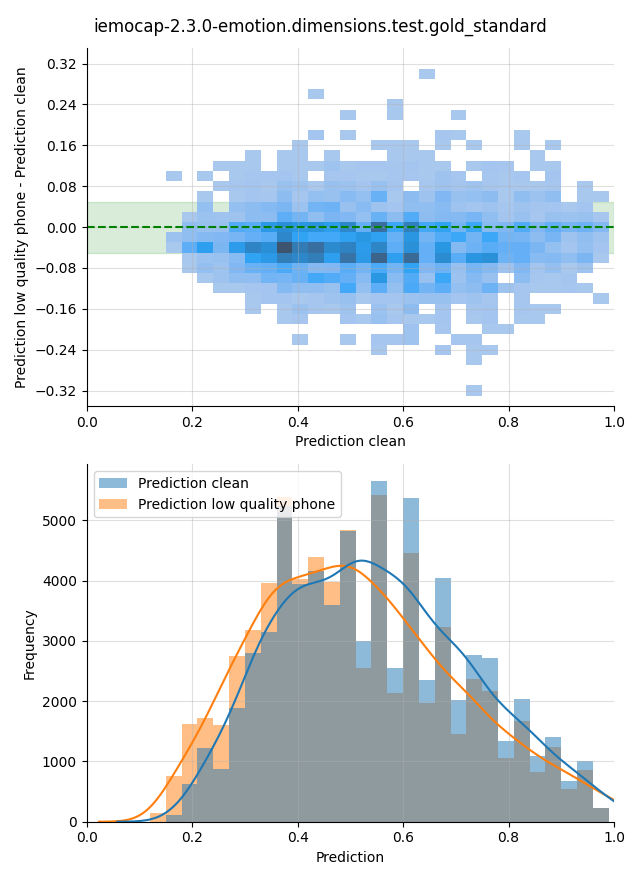 iemocap-2.3.0-emotion.dimensions.test.gold_standard
Prediction low quality phone - Prediction clean
0.32
0.24
0.16
0.08
0.00
−0.08
−0.16
−0.24
−0.32
0.0 0.2 0.4 0.6 0.8 1.0
Prediction clean
Prediction clean
Prediction low quality phone
Frequency
5000
4000
3000
2000
1000
0
0.0 0.2 0.4 0.6 0.8 1.0
Prediction